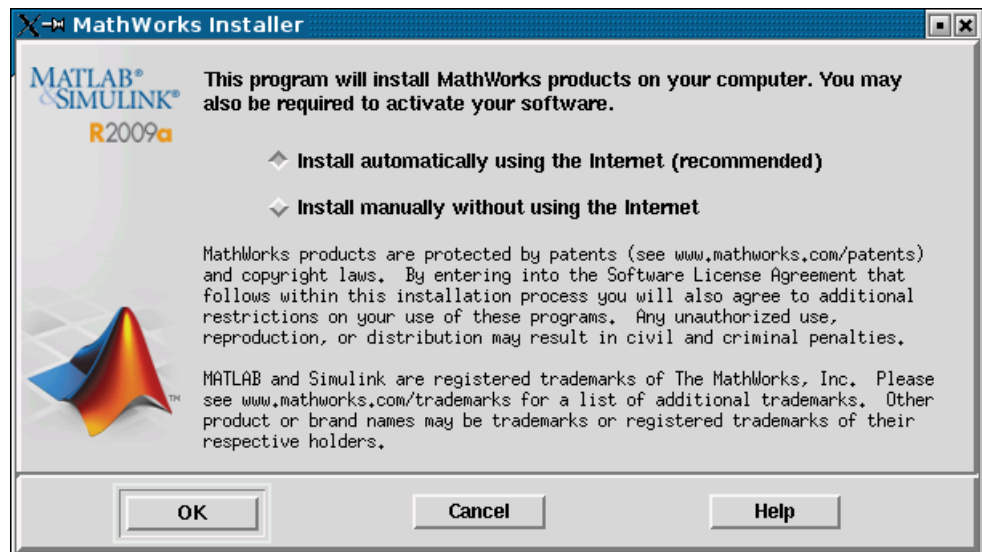 MathWorks Installer
MATLAB®
&SIMULINK®
R2009a
This program will install MathWorks products on your computer. You may
also be required to activate your software.
Install automatically using the Internet (recommended)
Install manually without using the Internet
MathWorks products are protected by patents (see www.mathworks.com/patents)
and copyright laws. By entering into the Software License Agreement that
follows within this installation process you will also agree to additional
restrictions on your use of these programs. Any unauthorized use,
reproduction, or distribution may result in civil and criminal penalties.
MATLAB and Simulink are registered trademarks of The MathWorks, Inc. Please
see www.mathworks.com/trademarks for a list of additional trademarks. Other
product or brand names may be trademarks or registered trademarks of their
respective holders.
TM
OK
Cancel
Help